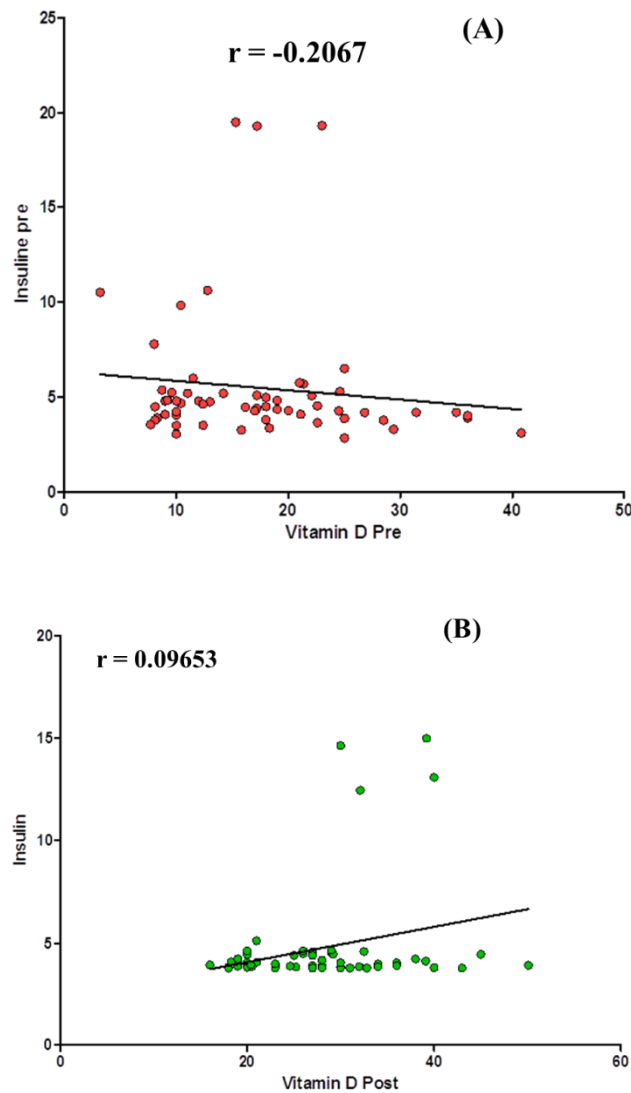 (A)
r = -0.2067
25
20
15
10
5
0
Insuline pre
0 10 20 30 40 50
Vitamin D Pre
(B)
r = 0.09653
20
15
10
5
0
Insulin
0 20 40 60
Vitamin D Post